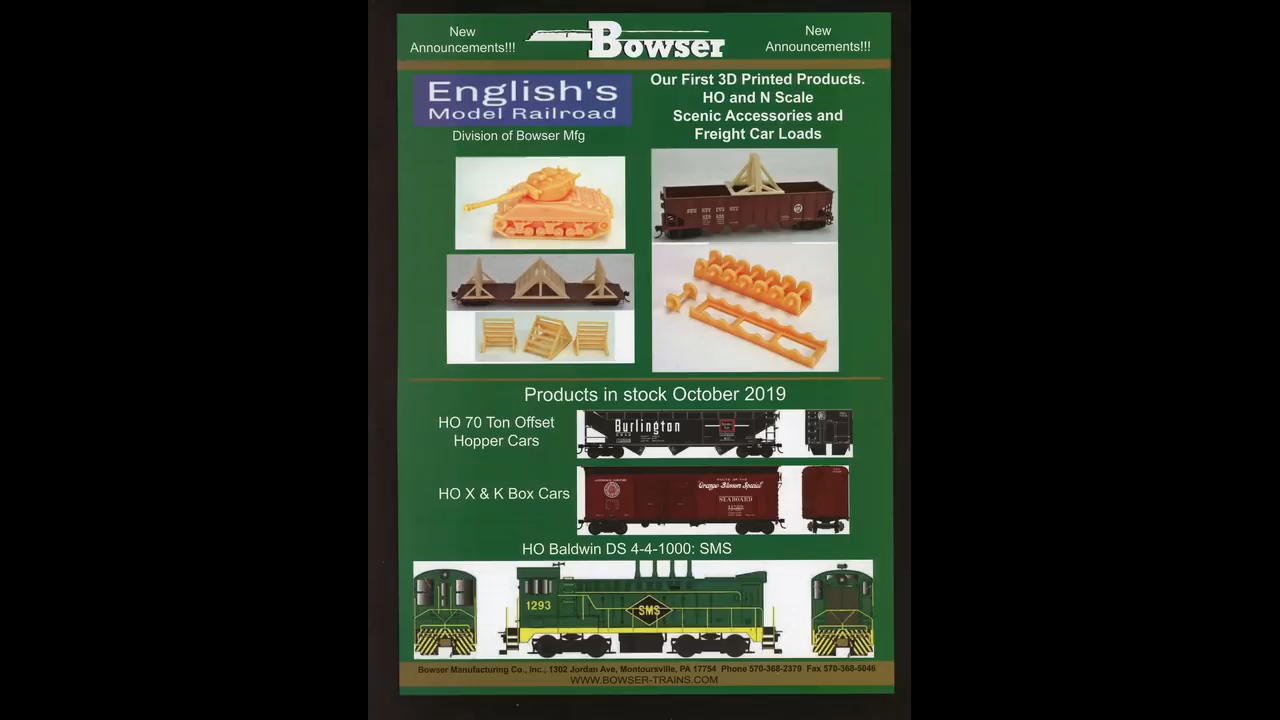 New
Announcements!!!
Bowser
New
Announcements!!!
English's
Model Railroad
Division of Bowser Mfg
Our First 3D Printed Products.
HO and N Scale
Scenic Accessories and
Freight Car Loads
Products in stock October 2019
HO 70 Ton Offset
Hopper Cars
Burlington
HO X & K Box Cars
Orange Blossom Special
SEABOARD
HO Baldwin DS 4-4-1000: SMS
1293
SMS
Bowser Manufacturing Co., Inc., 1302 Jordan Ave, Montoursville, PA 17754 Phone 570-368-2379 Fax 570-368-5046
WWW.BOWSER-TRAINS.COM